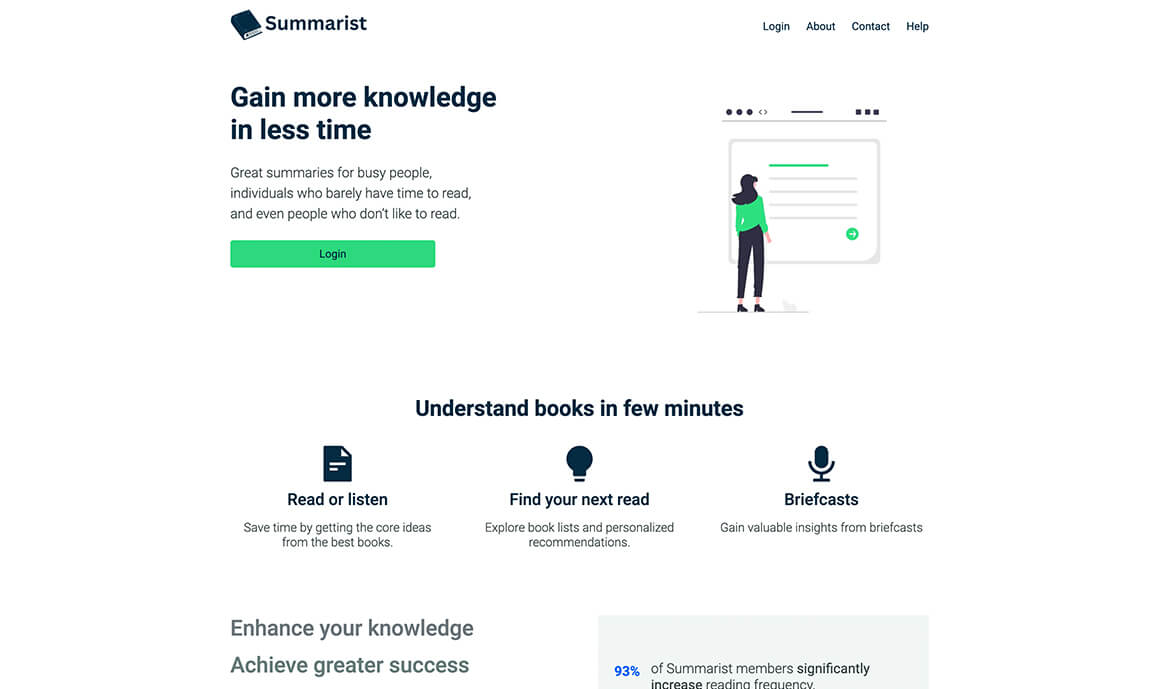 Summarist
Login About Contact Help
Gain more knowledge
in less time
Great summaries for busy people,
individuals who barely have time to read,
and even people who don’t like to read.
Login
Understand books in few minutes
Read or listen
Save time by getting the core ideas
from the best books.
Find your next read
Explore book lists and personalized
recommendations.
Briefcasts
Gain valuable insights from briefcasts
Enhance your knowledge
Achieve greater success
93% of Summarist members significantly
increase reading frequency.